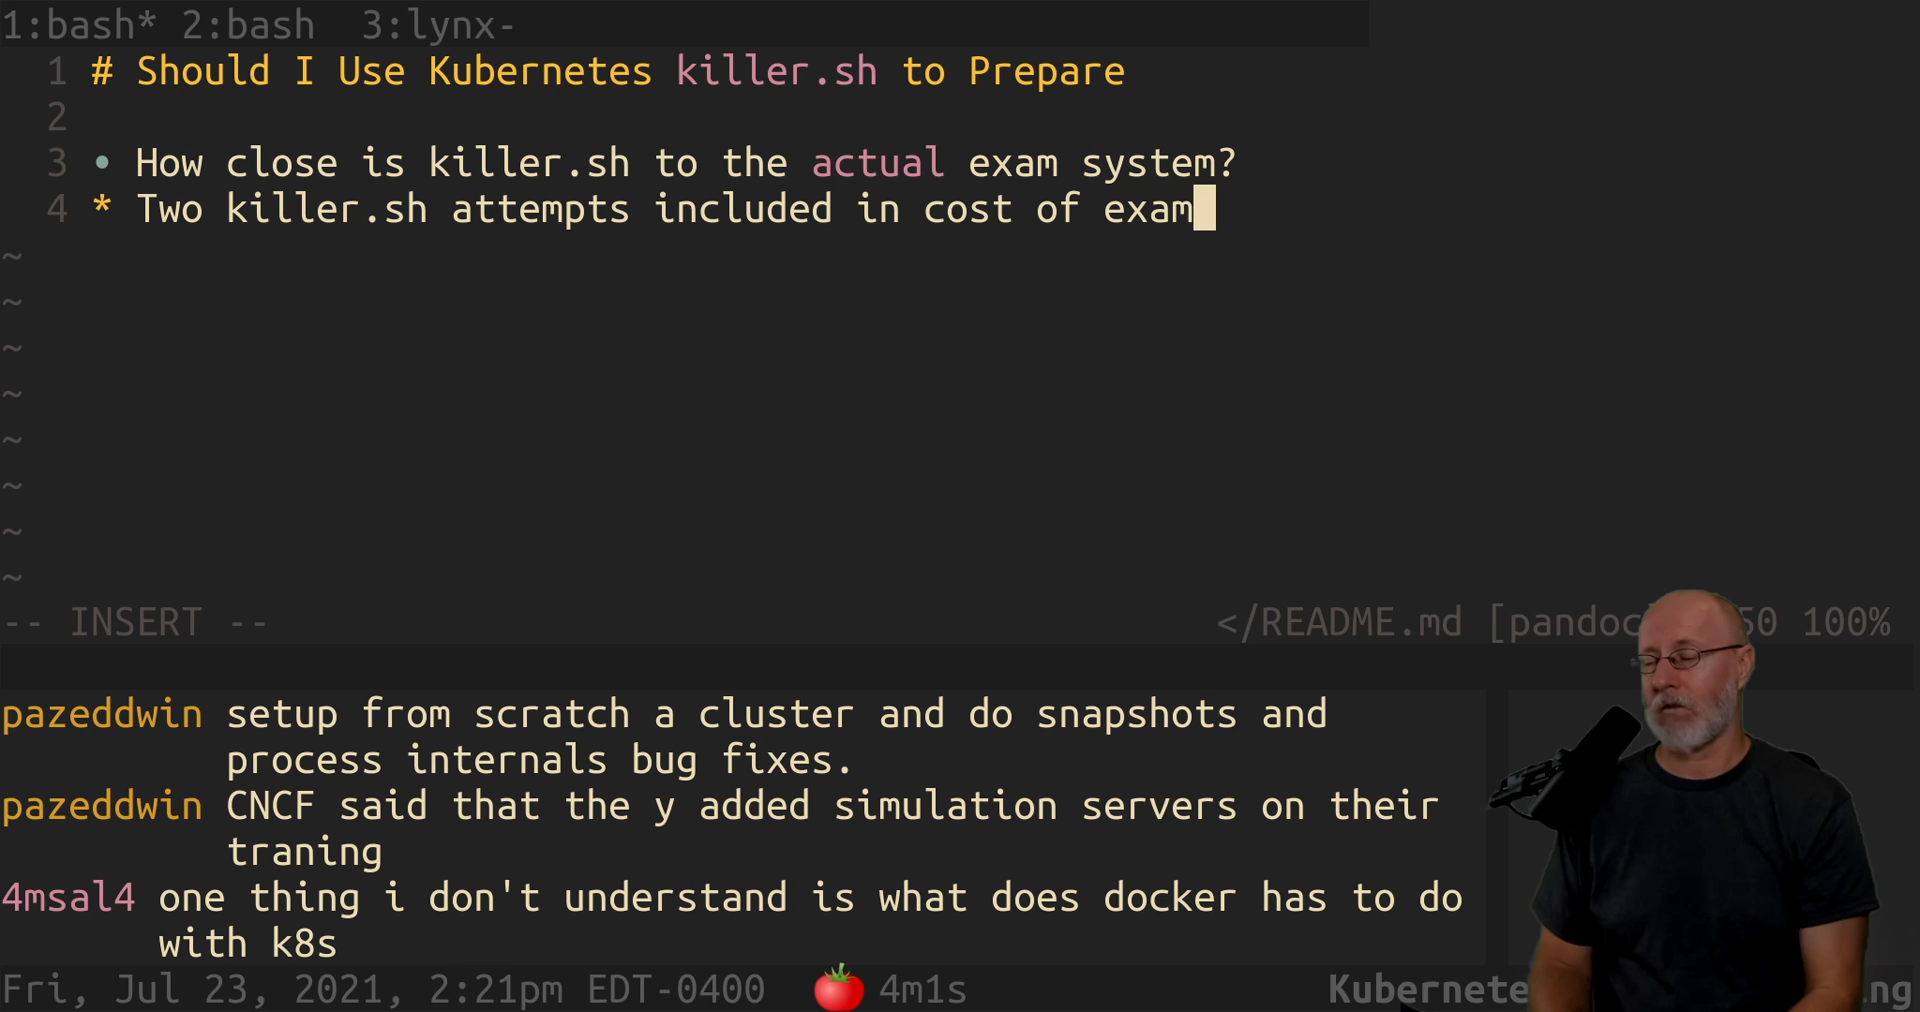 1:bash* 2:bash 3:lynx-
1 # Should I Use Kubernetes killer.sh to Prepare
2
3 • How close is killer.sh to the actual exam system?
4 * Two killer.sh attempts included in cost of exam
~
~
~
~
~
~
~
~
-- INSERT -- </README.md [pandoc 50 100%
pazeddwin setup from scratch a cluster and do snapshots and
process internals bug fixes.
pazeddwin CNCF said that the y added simulation servers on their
traning
4msal4 one thing i don't understand is what does docker has to do
with k8s
Fri, Jul 23, 2021, 2:21pm EDT-0400 🍅 4m1s